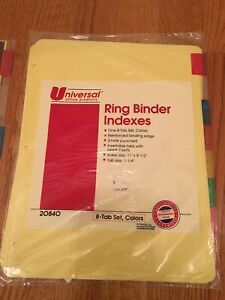 Universal®
office products
Ring Binder
Indexes
• One 8-Tab Set, Colors
• Reinforced binding edge
• 3-hole punched
• Insertable tabs with
blank inserts
• Index size: 11" x 8-1/2"
• Tab size: 1-1/4"
20840
8-Tab Set, Colors